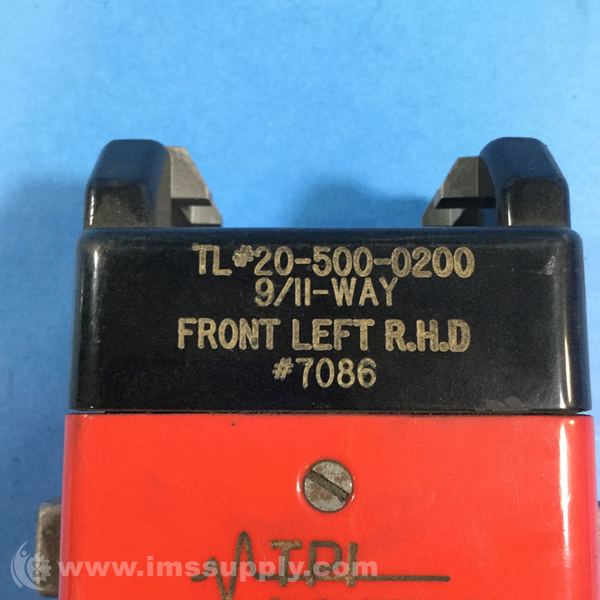 TL#20-500-0200
9/11-WAY
FRONT LEFT R.H.D
#7086
www.imssupply.com